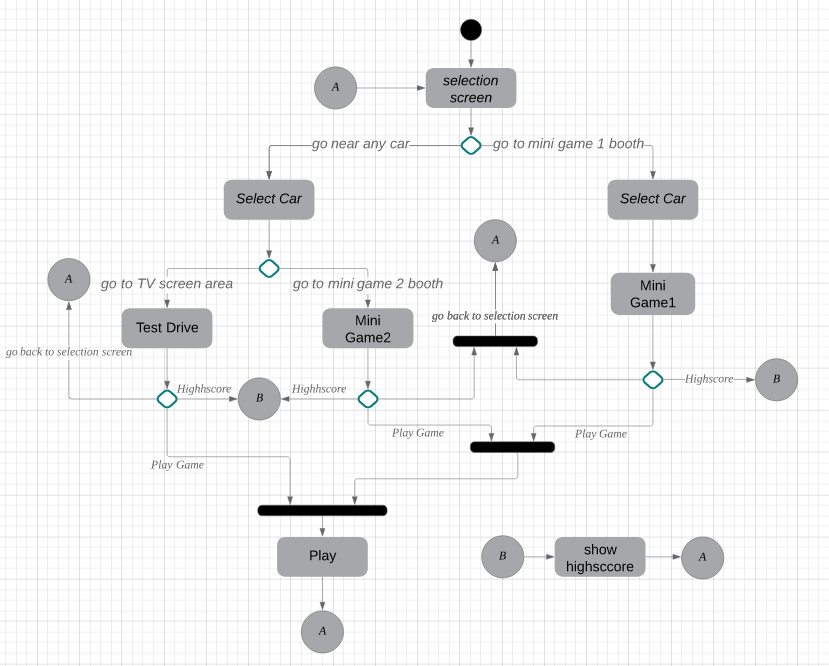 selection
screen
A
go near any car
go to mini game 1 booth
Select Car
Select Car
A
A
go to TV screen area
go to mini game 2 booth
Mini
Game1
Test Drive
Mini
Game2
go back to selection screen
go back to selection screen
Highhscore
B
Highhscore
Highscore
B
Play Game
Play Game
Play Game
Play
B
show
highsccore
A
A